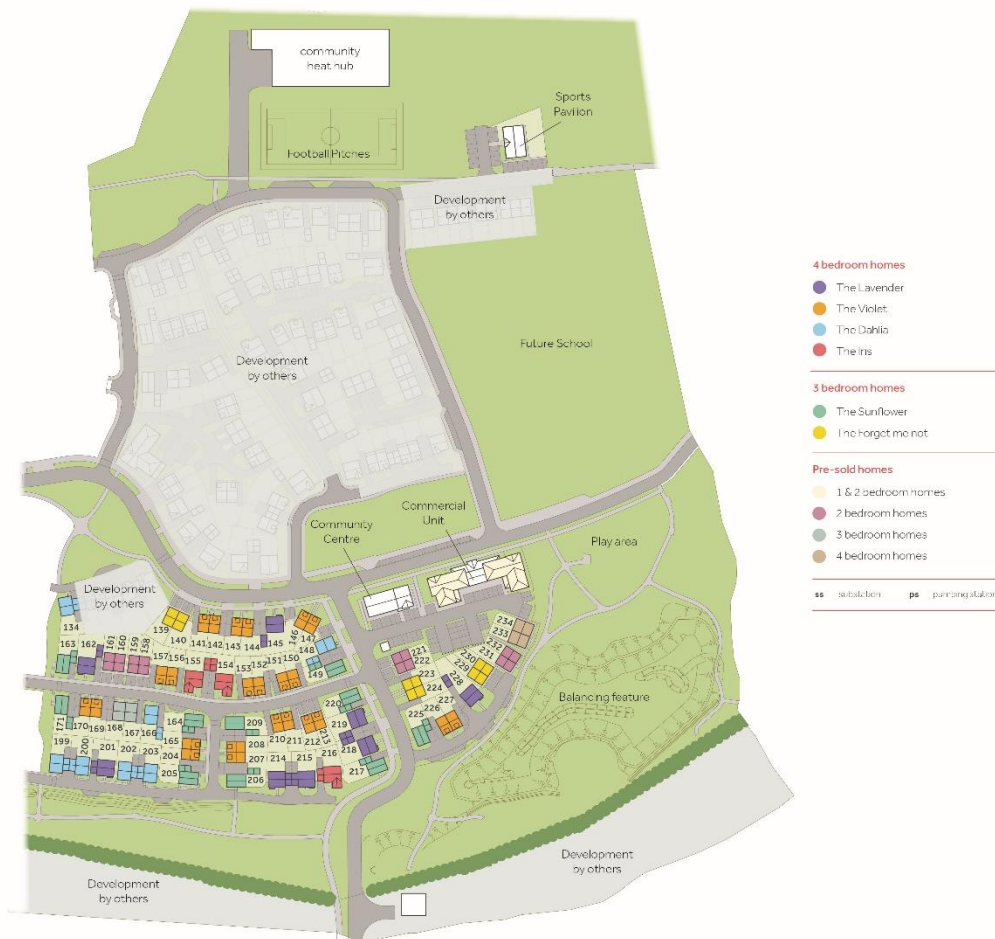 community
heat hub
Sports
Pavilion
Football Pitches
Development
by others
Development
by others
Future School
Commercial
Unit
Community
Centre
Play area
Development
by others
134
139
140
141
142
143
144
145
146
147
148
149
163
162
161
160
159
158
157
156
155
154
153
152
151
150
171
170
169
168
167
166
164
165
199
200
201
202
203
204
205
209
208
207
206
210
211
212
213
214
215
216
220
219
218
217
221
222
223
224
225
226
227
228
229
230
231
232
233
234
Balancing feature
Development
by others
Development
by others
4 bedroom homes
The Lavender
The Violet
The Dahlia
The Iris
3 bedroom homes
The Sunflower
The Forget me not
Pre-sold homes
1 & 2 bedroom homes
2 bedroom homes
3 bedroom homes
4 bedroom homes
ss substation ps pumping station